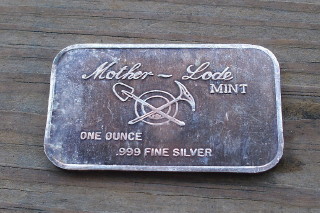 Mother - Lode
MINT
ONE OUNCE
.999 FINE SILVER